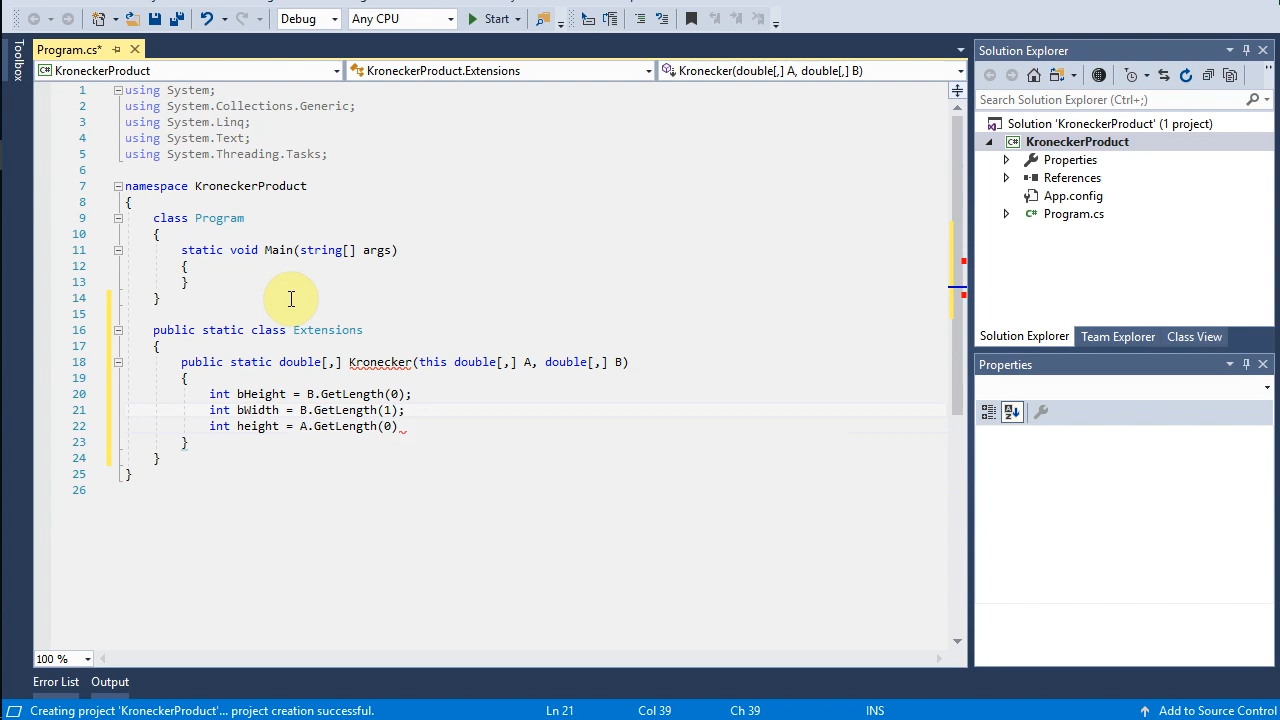 Debug Any CPU Start
Toolbox
Program.cs*
KroneckerProduct KroneckerProduct.Extensions Kronecker(double[,] A, double[,] B)
1 using System;
2 using System.Collections.Generic;
3 using System.Linq;
4 using System.Text;
5 using System.Threading.Tasks;
6
7 namespace KroneckerProduct
8 {
9 class Program
10 {
11 static void Main(string[] args)
12 {
13 }
14 }
15
16 public static class Extensions
17 {
18 public static double[,] Kronecker(this double[,] A, double[,] B)
19 {
20 int bHeight = B.GetLength(0);
21 int bWidth = B.GetLength(1);
22 int height = A.GetLength(0)
23 }
24 }
25 }
26
100 %
Solution Explorer
Search Solution Explorer (Ctrl+;)
Solution 'KroneckerProduct' (1 project)
C# KroneckerProduct
Properties
References
App.config
C# Program.cs
Solution Explorer Team Explorer Class View
Properties
Error List Output
Creating project 'KroneckerProduct'... project creation successful. Ln 21 Col 39 Ch 39 INS Add to Source Control